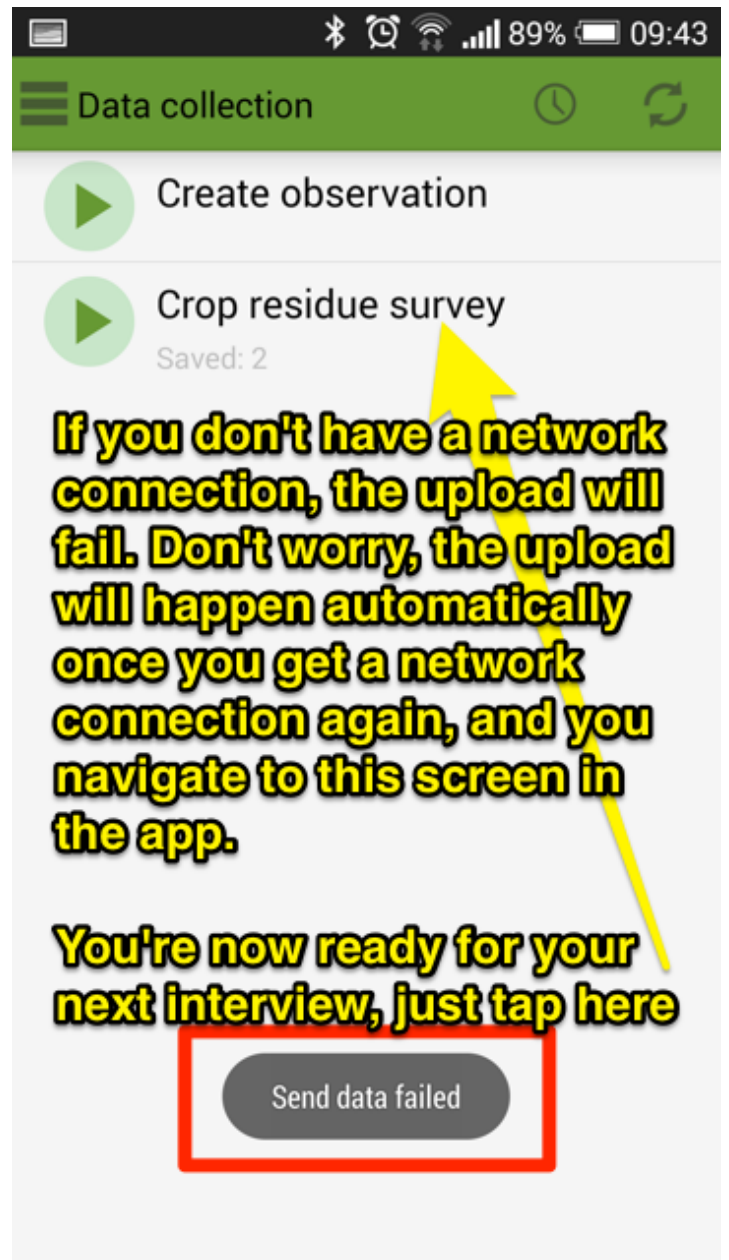 89% 09:43
Data collection
Create observation
Crop residue survey
Saved: 2
If you don't have a network
connection, the upload will
fail. Don't worry, the upload
will happen automatically
once you get a network
connection again, and you
navigate to this screen in
the app.
You're now ready for your
next interview, just tap here
Send data failed